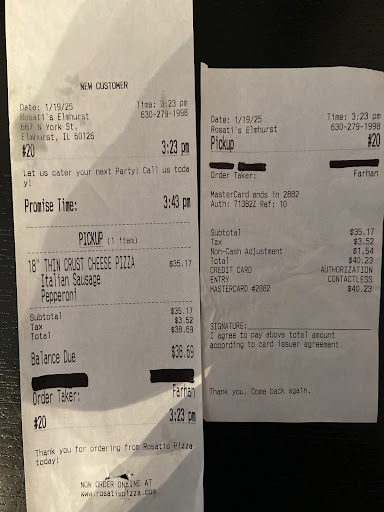 NEW CUSTOMER
Date: 1/19/25 Time: 3:23 pm
Rosati's Elmhurst 630-279-1998
687 N York St.
Elmhurst, IL 60126
#20 3:23 pm
Let us cater your next Party! Call us toda
y!
Promise Time: 3:43 pm
PICKUP (1 item)
18" THIN CRUST CHEESE PIZZA $35.17
Italian Sausage
Pepperoni
Subtotal $35.17
Tax $3.52
Total $38.69
Balance Due $38.69
Order Taker: Farhan
#20 3:23 pm
Thank you for ordering from Rosatis Pizza
today!
NOW ORDER ONLINE AT
www.rosatispizza.com
Date: 1/19/25 Time: 3:23 pm
Rosati's Elmhurst 630-279-1998
Pickup #20
Order Taker: Farhan
MasterCard ends in 2882
Auth: 71382Z Ref: 10
Subtotal $35.17
Tax $3.52
Non-Cash Adjustment $1.54
Total $40.23
CREDIT CARD AUTHORIZATION
ENTRY CONTACTLESS
MASTERCARD #2882 $40.23
SIGNATURE:
I agree to pay above total amount
according to card issuer agreement.
Thank you. Come back again.